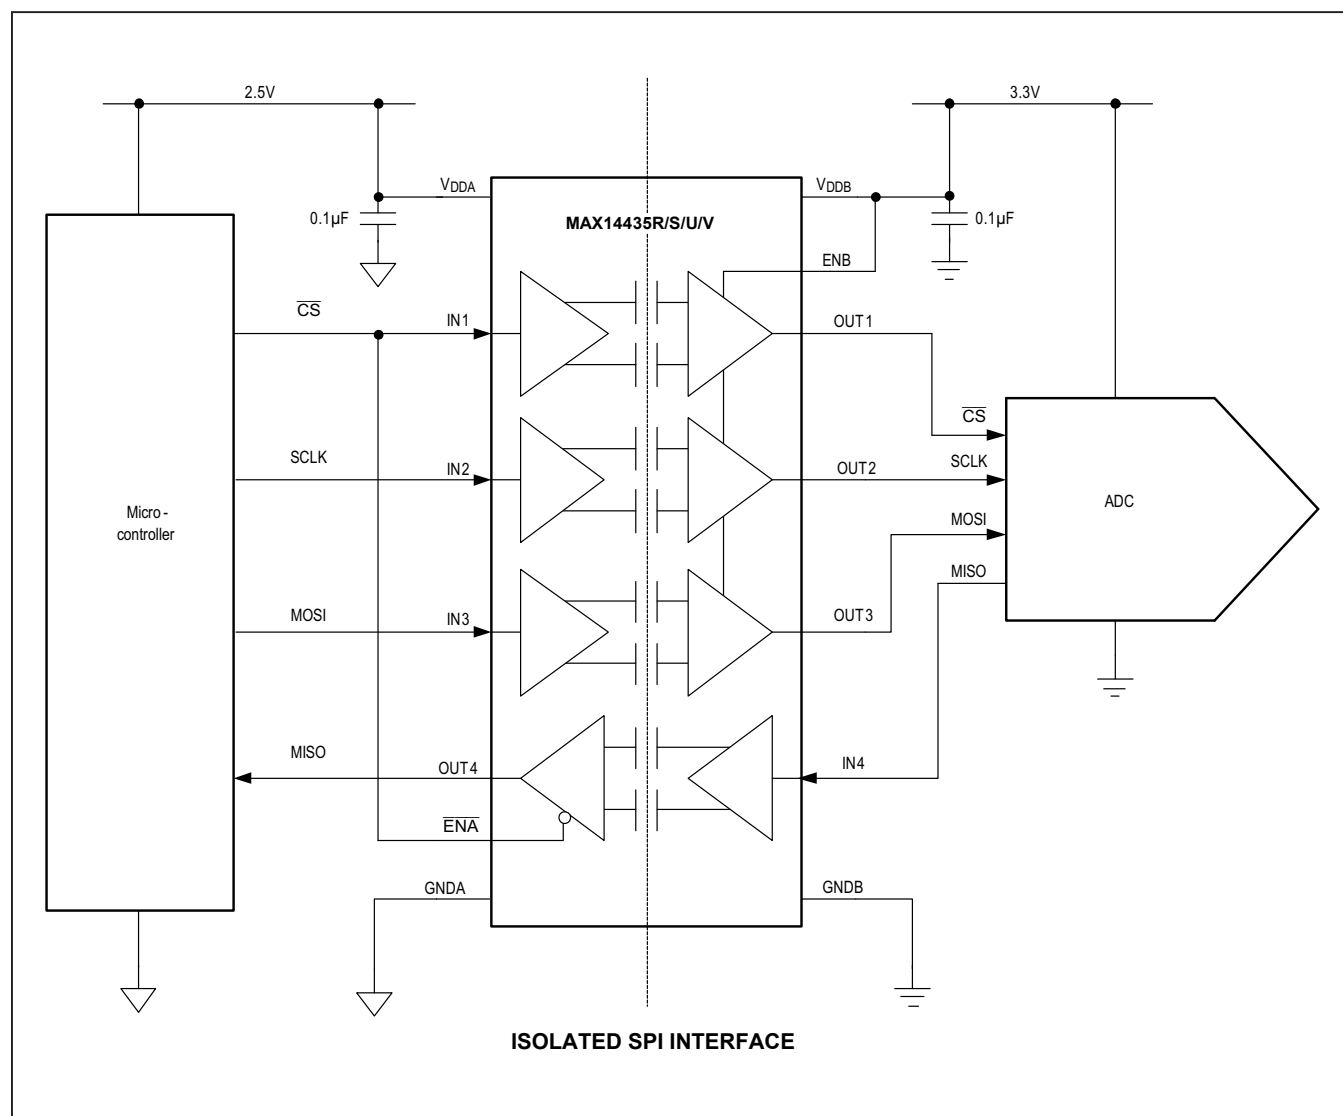 2.5V
3.3V
VDDA
VDDB
0.1µF
0.1µF
MAX14435R/S/U/V
ENB
CS
IN1
OUT1
CS
SCLK
IN2
OUT2
SCLK
ADC
Micro-
controller
MOSI
MISO
MOSI
IN3
OUT3
MISO
OUT4
IN4
ENA
GNDA
GNDB
ISOLATED SPI INTERFACE